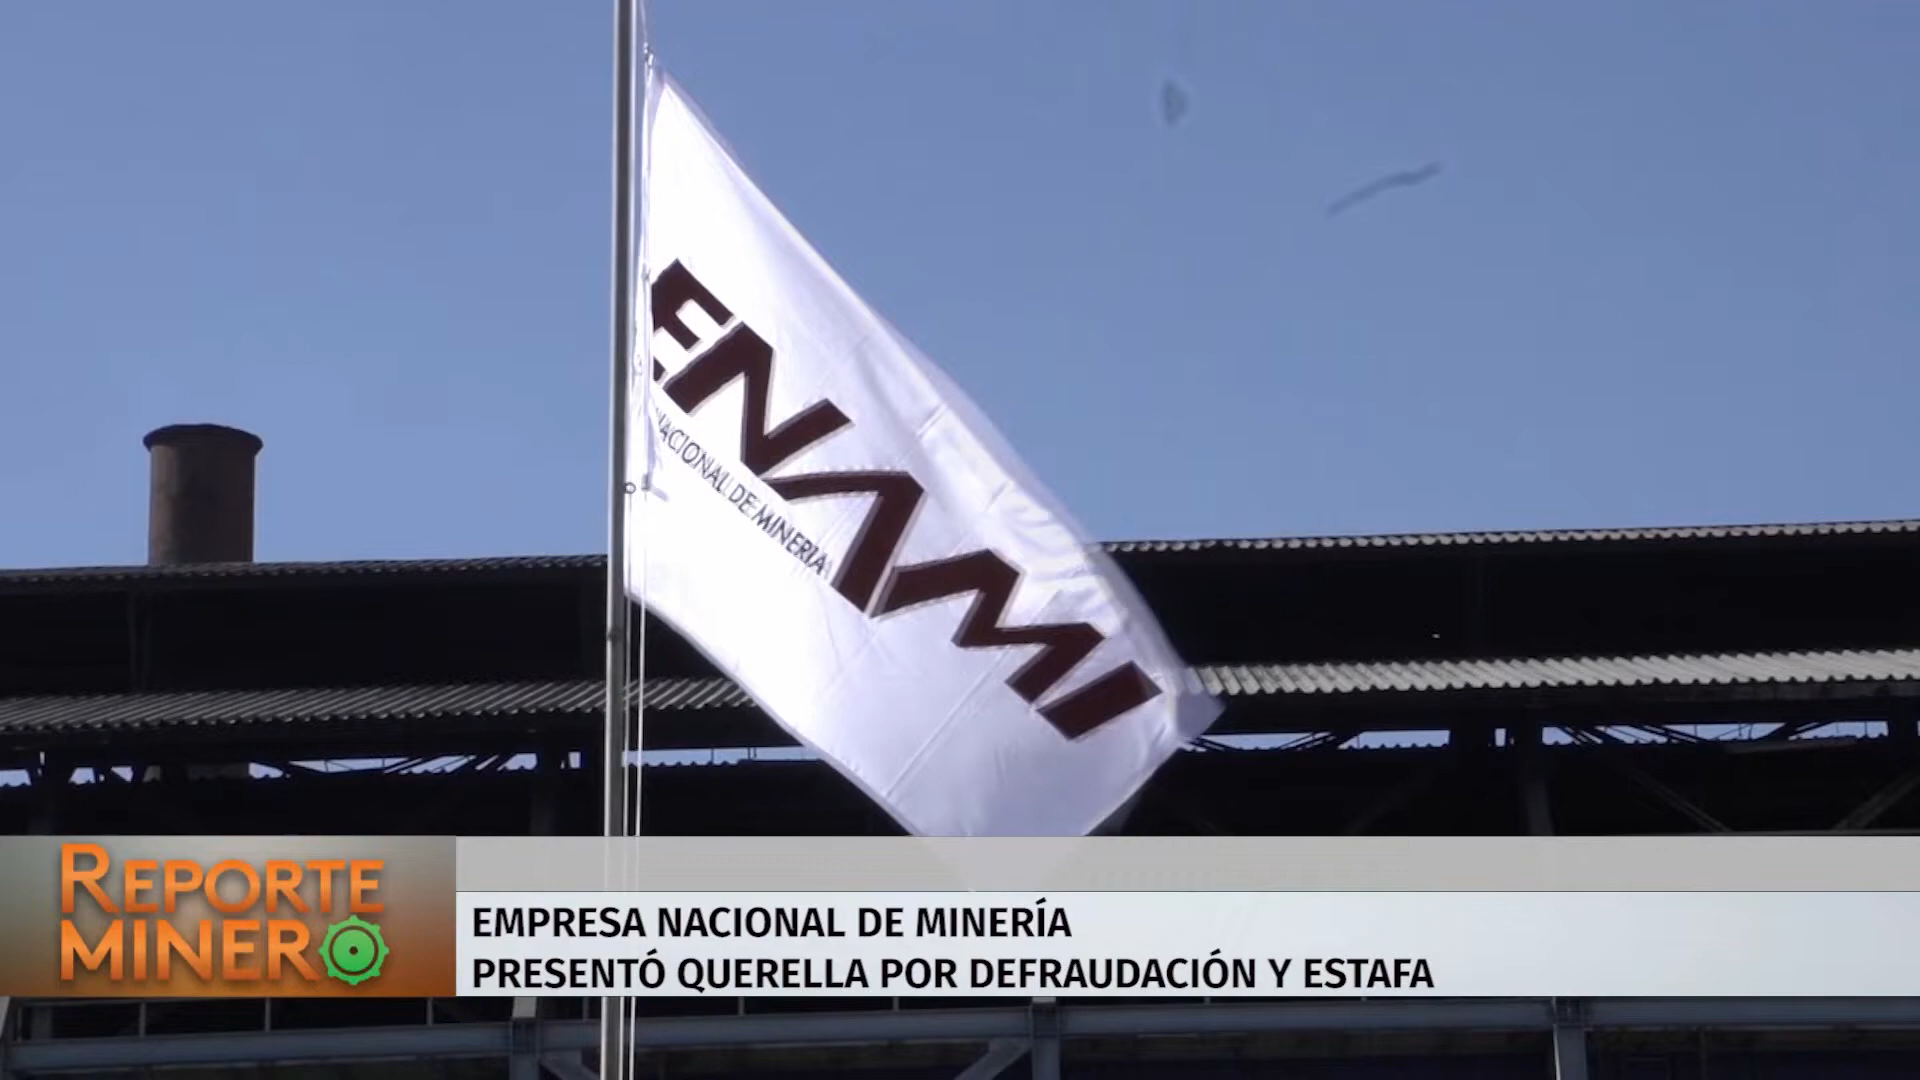 ENAMI
NACIONAL DE MINERIA
REPORTE
MINERO
EMPRESA NACIONAL DE MINERÍA
PRESENTÓ QUERELLA POR DEFRAUDACIÓN Y ESTAFA